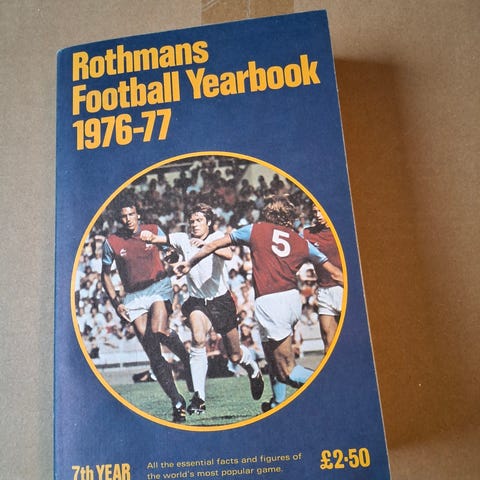 Rothmans
Football Yearbook
1976-77
5
7th YEAR
All the essential facts and figures of
the world's most popular game.
£2·50